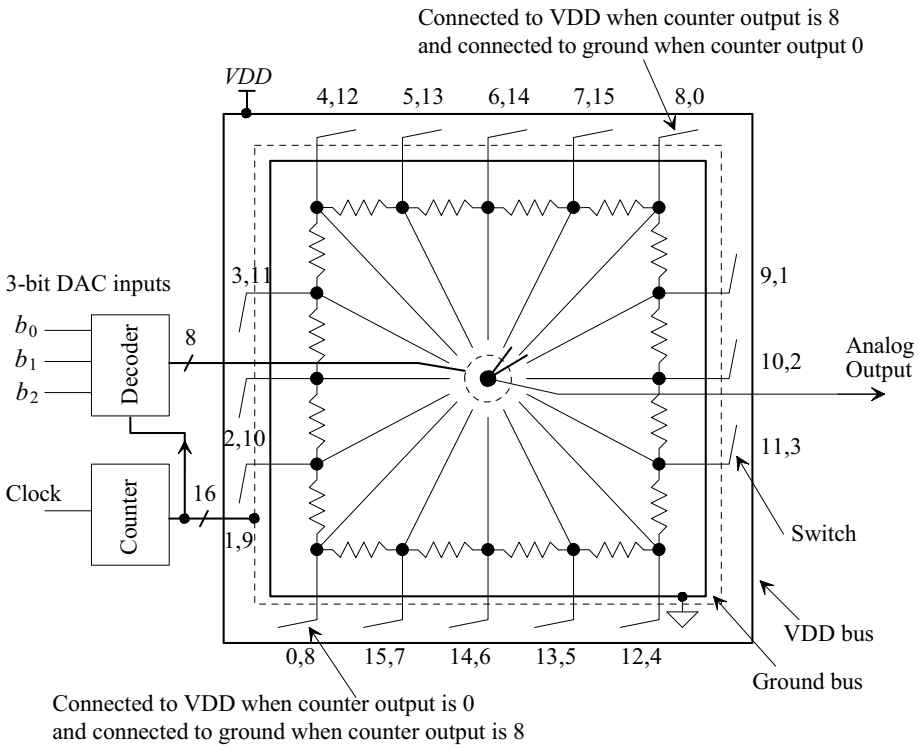 Connected to VDD when counter output is 8
and connected to ground when counter output 0
VDD
4,12
5,13
6,14
7,15
8,0
3,11
9,1
3-bit DAC inputs
b0
b1
b2
Decoder
8
10,2
Analog
Output
2,10
11,3
Clock
Counter
16
1,9
Switch
VDD bus
Ground bus
0,8
15,7
14,6
13,5
12,4
Connected to VDD when counter output is 0
and connected to ground when counter output is 8